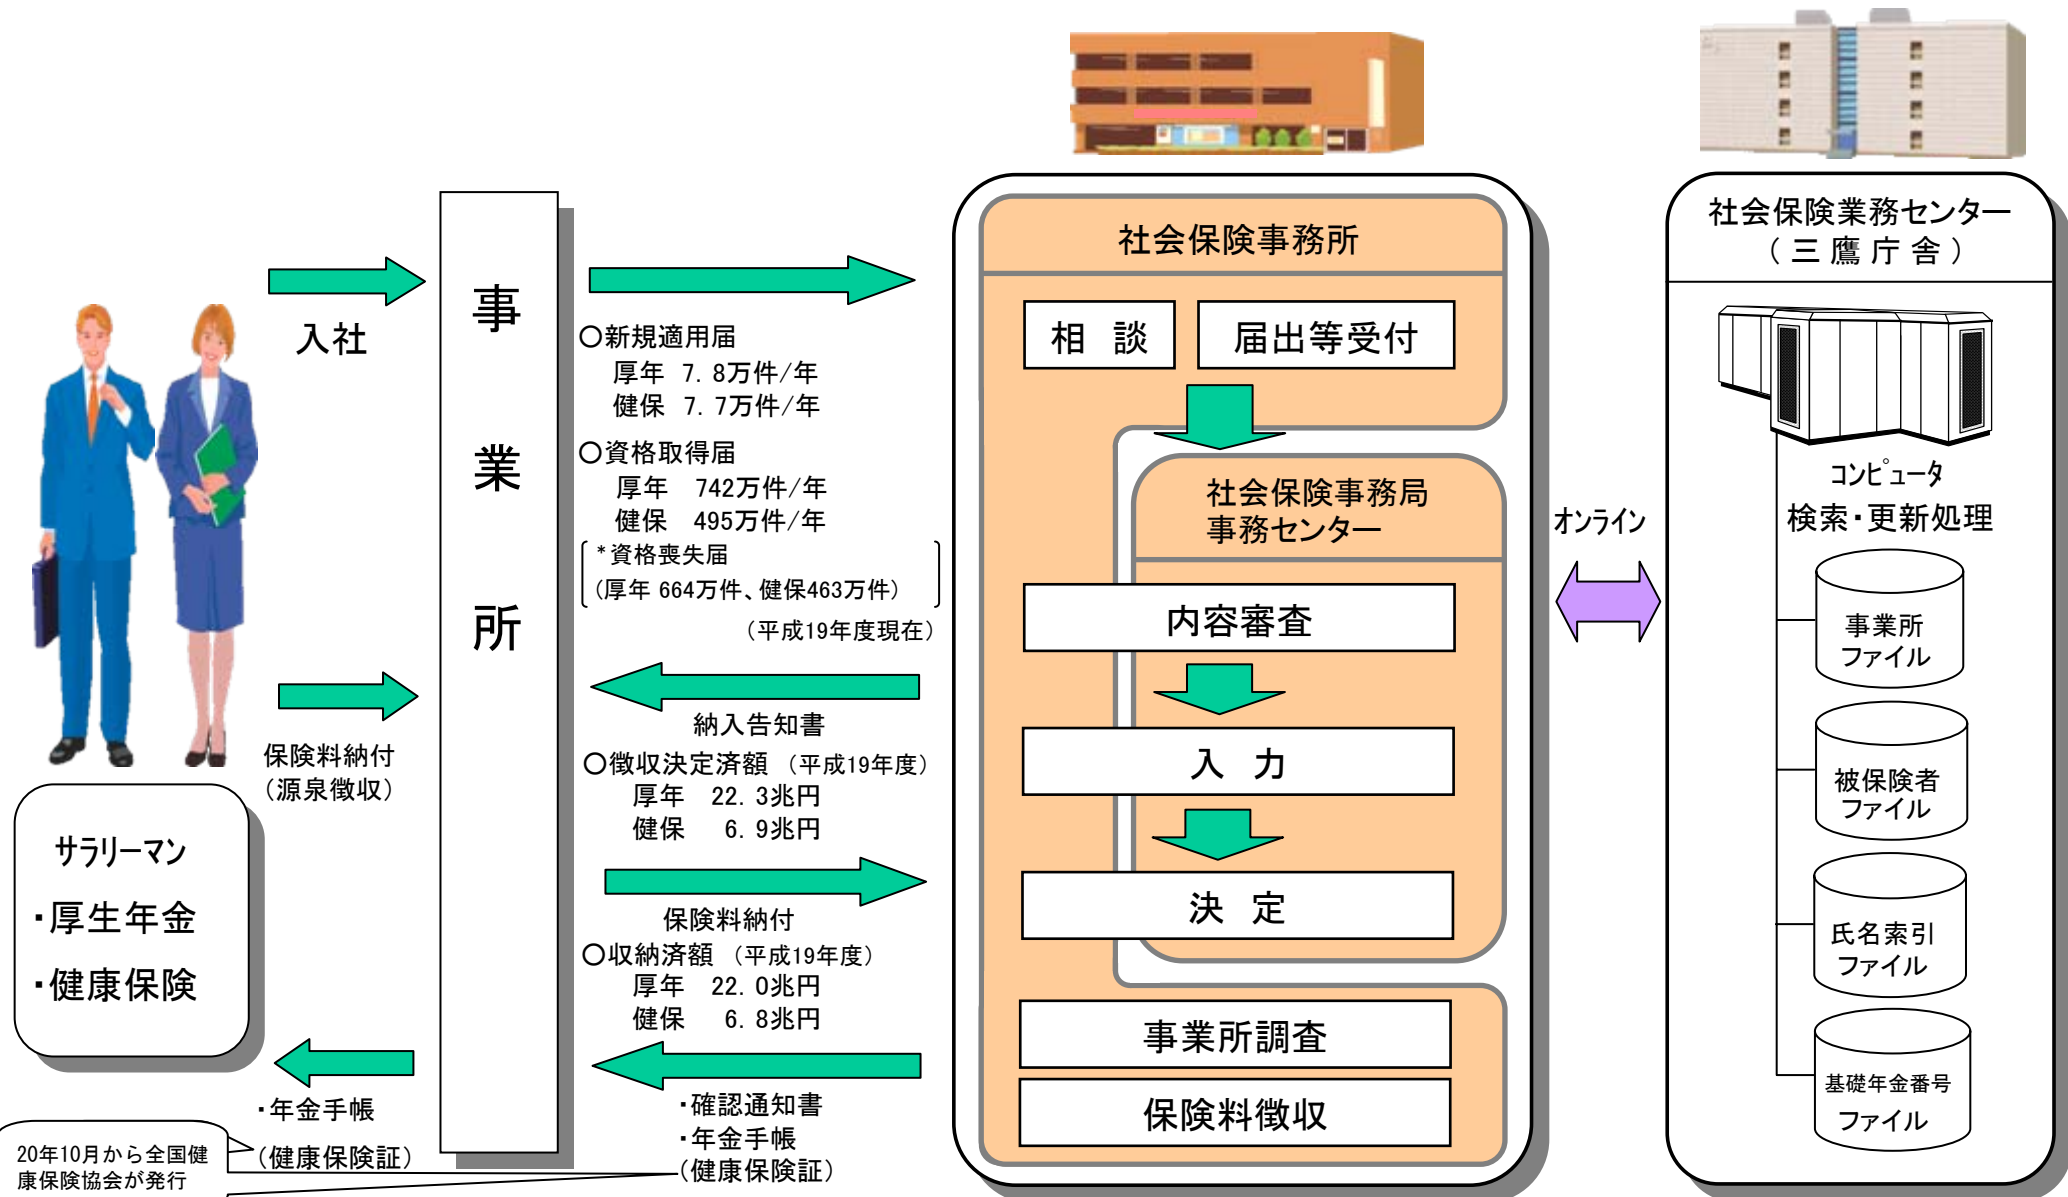 入社
保険料納付
（源泉徴収）
サラリーマン
・厚生年金
・健康保険
・年金手帳
（健康保険証）
20年10月から全国健
康保険協会が発行
事業所
○新規適用届
厚年 7．8万件/年
健保 7．7万件/年
○資格取得届
厚年 742万件/年
健保 495万件/年
*資格喪失届
（厚年 664万件、健保463万件）
（平成19年度現在）
納入告知書
○徴収決定済額 （平成19年度）
厚年 22．3兆円
健保 6．9兆円
保険料納付
○収納済額 （平成19年度）
厚年 22．0兆円
健保 6．8兆円
・確認通知書
・年金手帳
（健康保険証）
社会保険事務所
相 談
届出等受付
社会保険事務局
事務センター
内容審査
入 力
決 定
事業所調査
保険料徴収
オンライン
社会保険業務センター
（三鷹庁舎）
コンピュータ
検索・更新処理
事業所
ファイル
被保険者
ファイル
氏名索引
ファイル
基礎年金番号
ファイル